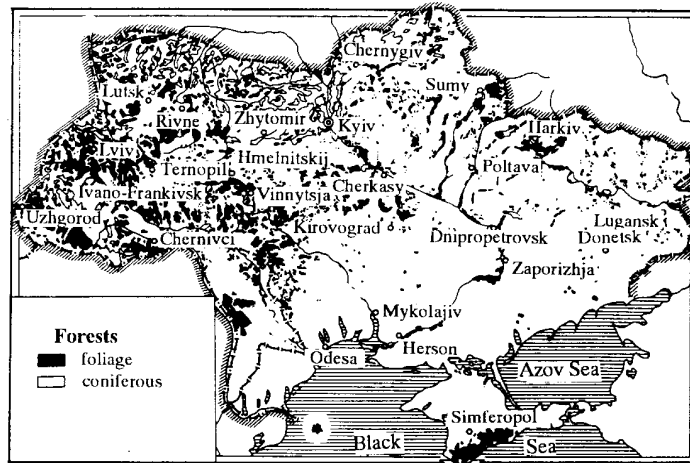 Chernygiv
Lutsk
Sumy
Rivne
Zhytomir
Kyiv
Harkiv
Lviv
Hmelnitskij
Ternopil
Poltava
Cherkasy
Ivano-Frankivsk
Vinnytsja
Uzhgorod
Lugansk
Kirovograd
Chernivci
Dnipropetrovsk
Donetsk
Zaporizhja
Mykolajiv
Forests
foliage
coniferous
Odesa
Herson
Azov Sea
Simferopol
Black
Sea